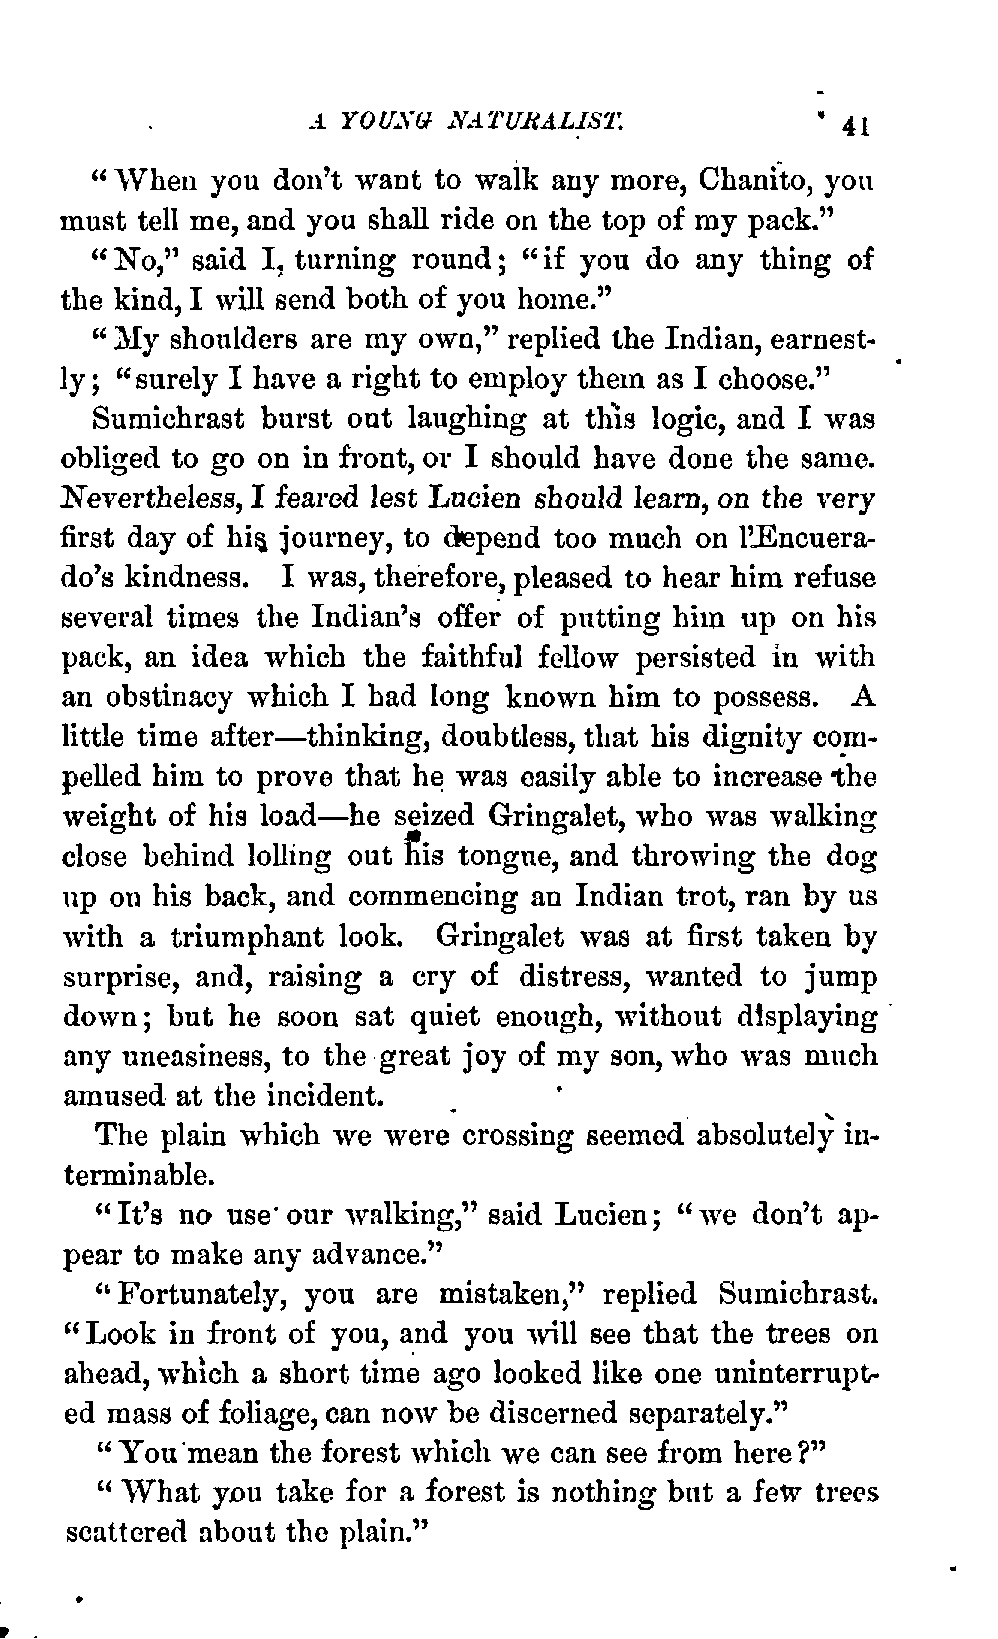 A YOUNG NATURALIST. 41
"When you don't want to walk any more, Chanito, you
must tell me, and you shall ride on the top of my pack."
"No," said I, turning round; "if you do any thing of
the kind, I will send both of you home."
"My shoulders are my own," replied the Indian, earnest-
ly; "surely I have a right to employ them as I choose."
Sumichrast burst out laughing at this logic, and I was
obliged to go on in front, or I should have done the same.
Nevertheless, I feared lest Lucien should learn, on the very
first day of his journey, to depend too much on l'Encuera-
do's kindness. I was, therefore, pleased to hear him refuse
several times the Indian's offer of putting him up on his
pack, an idea which the faithful fellow persisted in with
an obstinacy which I had long known him to possess. A
little time after—thinking, doubtless, that his dignity com-
pelled him to prove that he was easily able to increase the
weight of his load—he seized Gringalet, who was walking
close behind lolling out his tongue, and throwing the dog
up on his back, and commencing an Indian trot, ran by us
with a triumphant look. Gringalet was at first taken by
surprise, and, raising a cry of distress, wanted to jump
down; but he soon sat quiet enough, without displaying
any uneasiness, to the great joy of my son, who was much
amused at the incident.
The plain which we were crossing seemed absolutely in-
terminable.
"It's no use our walking," said Lucien; "we don't ap-
pear to make any advance."
"Fortunately, you are mistaken," replied Sumichrast.
"Look in front of you, and you will see that the trees on
ahead, which a short time ago looked like one uninterrupt-
ed mass of foliage, can now be discerned separately."
"You mean the forest which we can see from here?"
"What you take for a forest is nothing but a few trees
scattered about the plain."